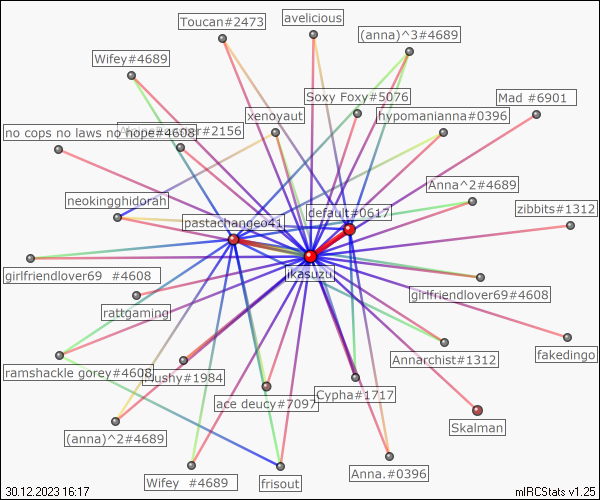 avelicious
Toucan#2473
(anna)^3#4689
Wifey#4689
Soxy Foxy#5076
Mad #6901
xenoyaut
hypomanianna#0396
no cops no laws no hope?#4608
#2156
Anna^2#4689
neokingghidorah
zibbits#1312
default#0617
pastachandeo41
ikasuzu
girlfriendlover69  #4608
girlfriendlover69#4608
rattgaming
fakedingo
Annarchist#1312
ramshackle gorey#4608
#1984
Cypha#1717
ace deucy#7097
Skalman
(anna)^2#4689
Anna.#0396
Wifey  #4689
frisout
30.12.2023 16:17
mIRCStats v1.25